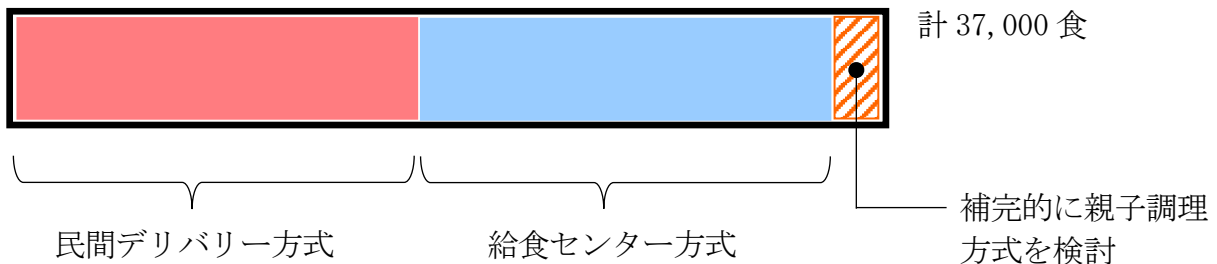 計 37,000 食
民間デリバリー方式
給食センター方式
補完的に親子調理
方式を検討